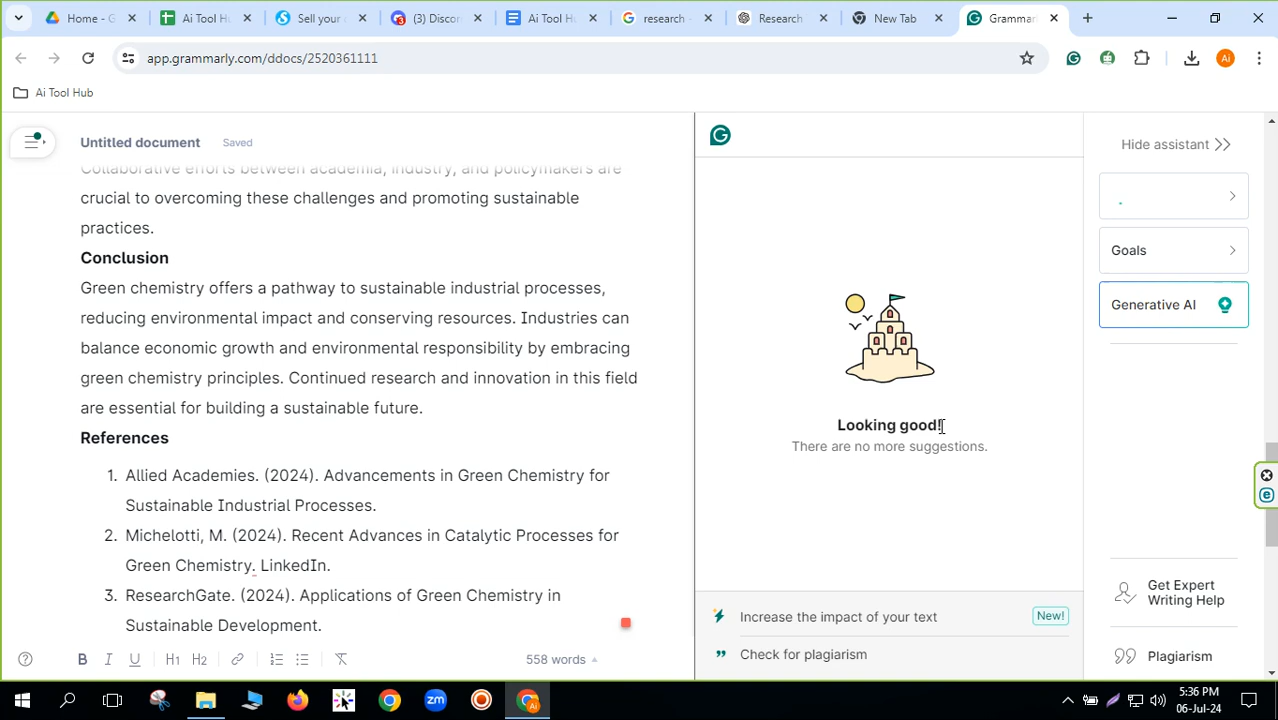 Home - G
Ai Tool H
Sell your
(3) Discor
Ai Tool H
research -
Research
New Tab
Grammarly
app.grammarly.com/ddocs/2520361111
Ai
Ai Tool Hub
Untitled document
Saved
Hide assistant
Collaborative efforts between academia, industry, and policymakers are
crucial to overcoming these challenges and promoting sustainable
practices.
Conclusion
Green chemistry offers a pathway to sustainable industrial processes,
reducing environmental impact and conserving resources. Industries can
balance economic growth and environmental responsibility by embracing
green chemistry principles. Continued research and innovation in this field
are essential for building a sustainable future.
References
1. Allied Academies. (2024). Advancements in Green Chemistry for
Sustainable Industrial Processes.
2. Michelotti, M. (2024). Recent Advances in Catalytic Processes for
Green Chemistry. LinkedIn.
3. ResearchGate. (2024). Applications of Green Chemistry in
Sustainable Development.
B I U H1 H2
558 words
Looking good!
There are no more suggestions.
Increase the impact of your text
New!
Check for plagiarism
Goals
Generative AI
Get Expert
Writing Help
Plagiarism
zm
Ai
5:36 PM
06-Jul-24